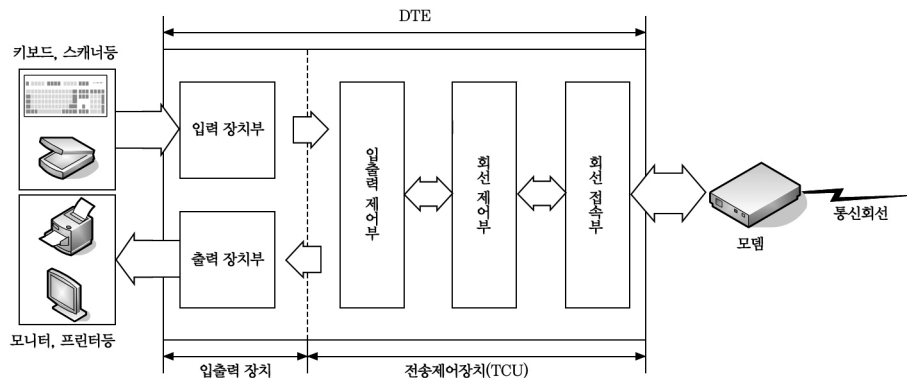 DTE
키보드, 스캐너등
입력 장치부
출력 장치부
입출력 제어부
회선 제어부
회선 접속부
모뎀
통신회선
모니터, 프린터등
입출력 장치
전송제어장치(TCU)